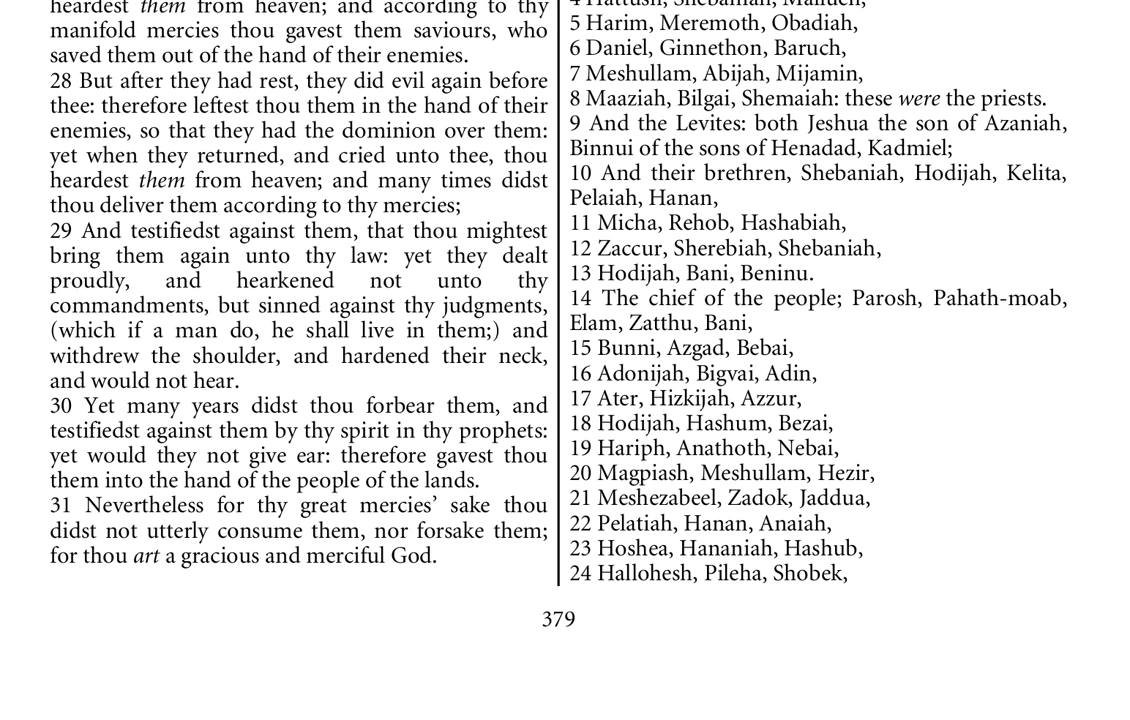 heardest them from heaven; and according to thy
manifold mercies thou gavest them saviours, who
saved them out of the hand of their enemies.
28 But after they had rest, they did evil again before
thee: therefore leftest thou them in the hand of their
enemies, so that they had the dominion over them:
yet when they returned, and cried unto thee, thou
heardest them from heaven; and many times didst
thou deliver them according to thy mercies;
29 And testifiedst against them, that thou mightest
bring them again unto thy law: yet they dealt
proudly, and hearkened not unto thy
commandments, but sinned against thy judgments,
(which if a man do, he shall live in them;) and
withdrew the shoulder, and hardened their neck,
and would not hear.
30 Yet many years didst thou forbear them, and
testifiedst against them by thy spirit in thy prophets:
yet would they not give ear: therefore gavest thou
them into the hand of the people of the lands.
31 Nevertheless for thy great mercies’ sake thou
didst not utterly consume them, nor forsake them;
for thou art a gracious and merciful God.
4 Hattush, Shebaniah, Malluch,
5 Harim, Meremoth, Obadiah,
6 Daniel, Ginnethon, Baruch,
7 Meshullam, Abijah, Mijamin,
8 Maaziah, Bilgai, Shemaiah: these were the priests.
9 And the Levites: both Jeshua the son of Azaniah,
Binnui of the sons of Henadad, Kadmiel;
10 And their brethren, Shebaniah, Hodijah, Kelita,
Pelaiah, Hanan,
11 Micha, Rehob, Hashabiah,
12 Zaccur, Sherebiah, Shebaniah,
13 Hodijah, Bani, Beninu.
14 The chief of the people; Parosh, Pahath-moab,
Elam, Zatthu, Bani,
15 Bunni, Azgad, Bebai,
16 Adonijah, Bigvai, Adin,
17 Ater, Hizkijah, Azzur,
18 Hodijah, Hashum, Bezai,
19 Hariph, Anathoth, Nebai,
20 Magpiash, Meshullam, Hezir,
21 Meshezabeel, Zadok, Jaddua,
22 Pelatiah, Hanan, Anaiah,
23 Hoshea, Hananiah, Hashub,
24 Hallohesh, Pileha, Shobek,
379